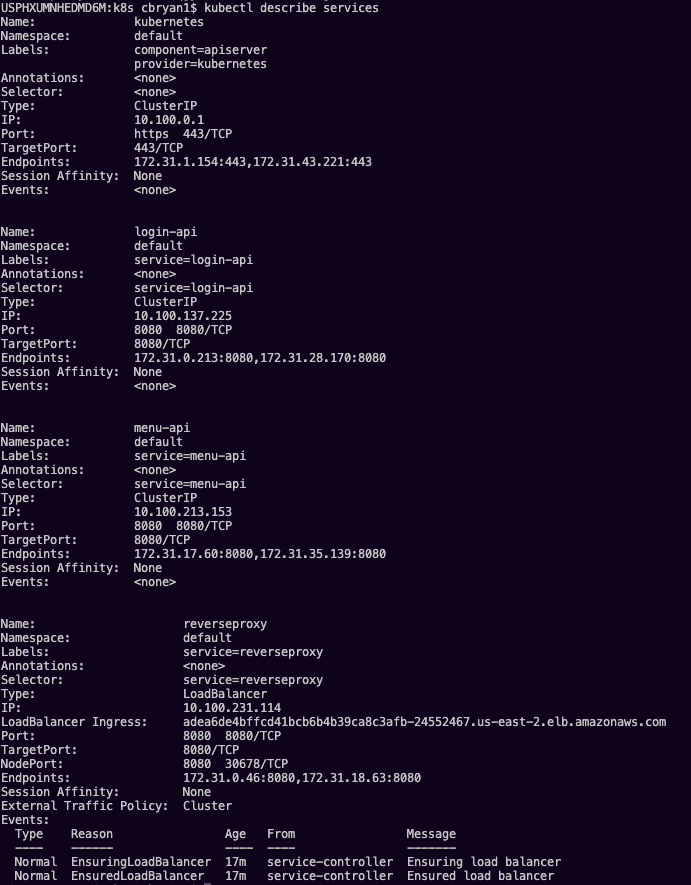 USPHXUMNHEDMD6M:k8s cbryan1$ kubectl describe services
Name:              kubernetes
Namespace:         default
Labels:            component=apiserver
                   provider=kubernetes
Annotations:       <none>
Selector:          <none>
Type:              ClusterIP
IP:                10.100.0.1
Port:              https  443/TCP
TargetPort:        443/TCP
Endpoints:         172.31.1.154:443,172.31.43.221:443
Session Affinity:  None
Events:            <none>
Name:              login-api
Namespace:         default
Labels:            service=login-api
Annotations:       <none>
Selector:          service=login-api
Type:              ClusterIP
IP:                10.100.137.225
Port:              8080  8080/TCP
TargetPort:        8080/TCP
Endpoints:         172.31.0.213:8080,172.31.28.170:8080
Session Affinity:  None
Events:            <none>
Name:              menu-api
Namespace:         default
Labels:            service=menu-api
Annotations:       <none>
Selector:          service=menu-api
Type:              ClusterIP
IP:                10.100.213.153
Port:              8080  8080/TCP
TargetPort:        8080/TCP
Endpoints:         172.31.17.60:8080,172.31.35.139:8080
Session Affinity:  None
Events:            <none>
Name:                     reverseproxy
Namespace:                default
Labels:                   service=reverseproxy
Annotations:              <none>
Selector:                 service=reverseproxy
Type:                     LoadBalancer
IP:                       10.100.231.114
LoadBalancer Ingress:     adea6de4bffcd41bcb6b4b39ca8c3afb-24552467.us-east-2.elb.amazonaws.com
Port:                     8080  8080/TCP
TargetPort:               8080/TCP
NodePort:                 8080  30678/TCP
Endpoints:                172.31.0.46:8080,172.31.18.63:8080
Session Affinity:         None
External Traffic Policy:  Cluster
Events:
  Type    Reason                Age   From                Message
  ----    ------                ----  ----                -------
  Normal  EnsuringLoadBalancer  17m   service-controller  Ensuring load balancer
  Normal  EnsuredLoadBalancer   17m   service-controller  Ensured load balancer